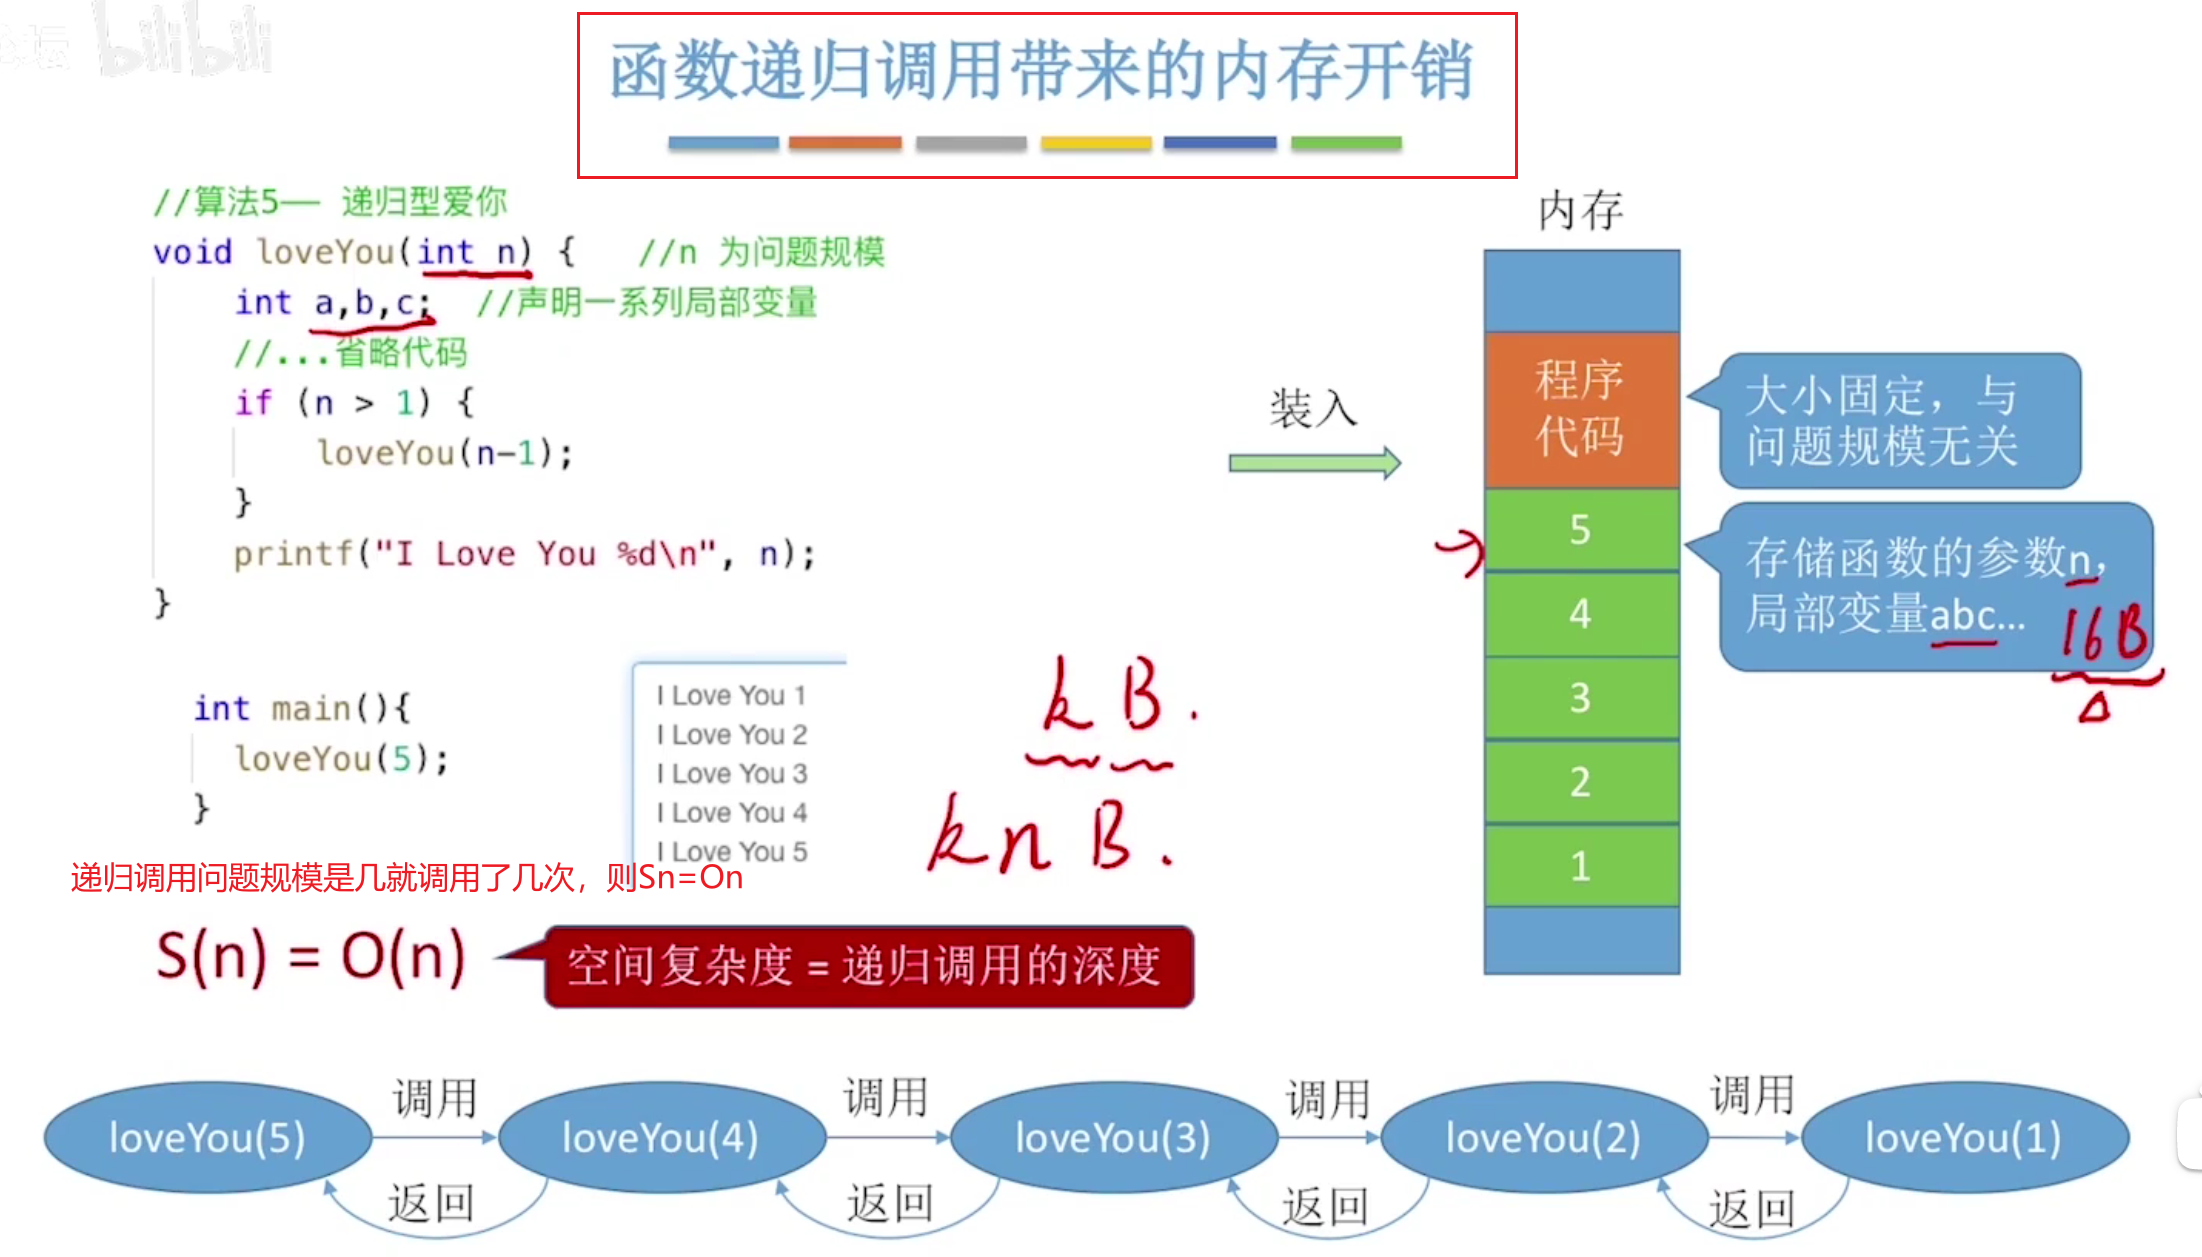 bilibili
函数递归调用带来的内存开销
//算法5—— 递归型爱你
void loveYou(int n) {   //n 为问题规模
int a,b,c;  //声明一系列局部变量
//...省略代码
if (n > 1) {
loveYou(n-1);
}
printf("I Love You %d\n", n);
}
int main(){
loveYou(5);
}
I Love You 1
I Love You 2
I Love You 3
I Love You 4
I Love You 5
k B.
kn B.
递归调用问题规模是几就调用了几次，则Sn=On
S(n) = O(n)
空间复杂度 = 递归调用的深度
装入
内存
程序
代码
5
4
3
2
1
大小固定，与
问题规模无关
存储函数的参数n，
局部变量abc...
16B
loveYou(5)
调用
返回
loveYou(4)
调用
返回
loveYou(3)
调用
返回
loveYou(2)
调用
返回
loveYou(1)